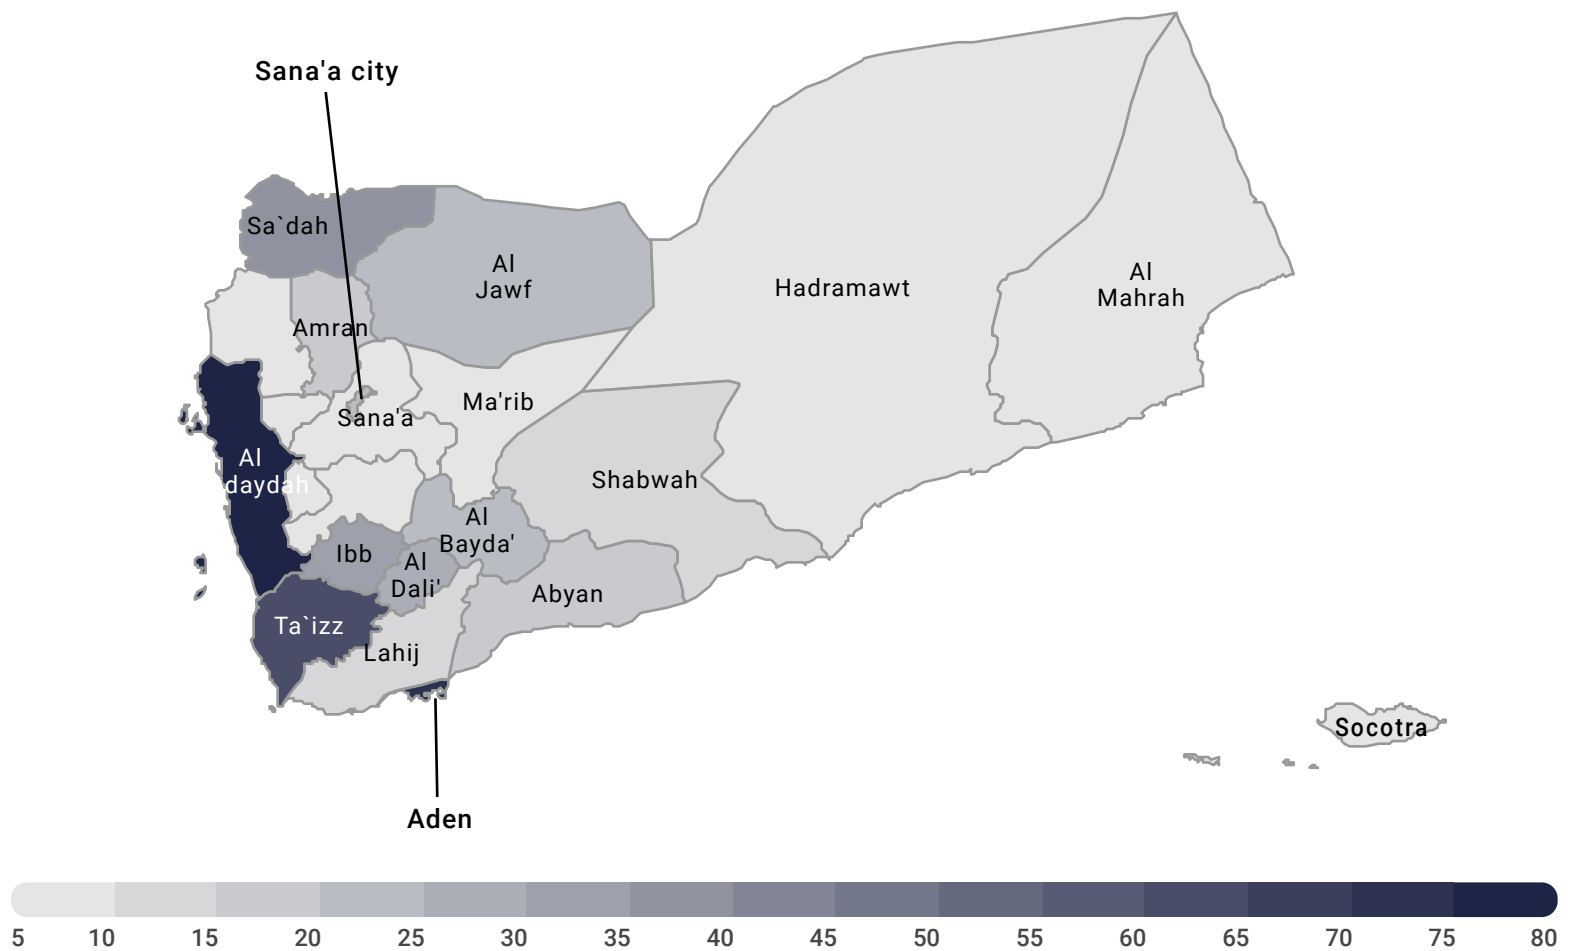 Sana'a city
Sa`dah
Al
Jawf
Hadramawt
Al
Mahrah
Amran
Ma'rib
Sana'a
Al
daydah
Shabwah
Al
Bayda'
Ibb
Al
Dali'
Abyan
Ta`izz
Lahij
Socotra
Aden
5 10 15 20 25 30 35 40 45 50 55 60 65 70 75 80